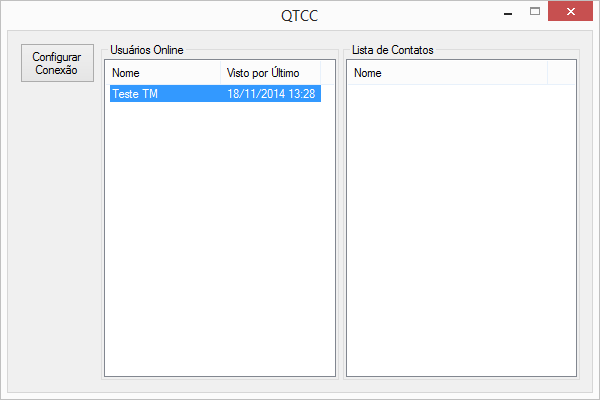 QTCC
Configurar
Conexão
Usuários Online
Nome Visto por Último
Teste TM 18/11/2014 13:28
Lista de Contatos
Nome